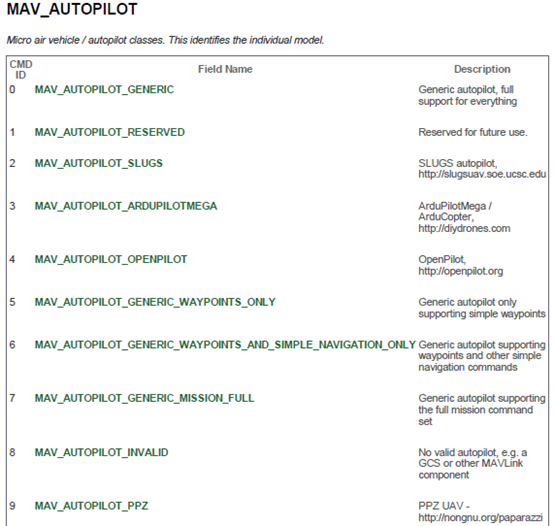 MAV_AUTOPILOT
Micro air vehicle / autopilot classes. This identifies the individual model.
CMD ID Field Name Description
0 MAV_AUTOPILOT_GENERIC Generic autopilot, full
support for everything
1 MAV_AUTOPILOT_RESERVED Reserved for future use.
2 MAV_AUTOPILOT_SLUGS SLUGS autopilot,
http://slugsuav.soe.ucsc.edu
3 MAV_AUTOPILOT_ARDUPILOTMEGA ArduPilotMega /
ArduCopter,
http://diydrones.com
4 MAV_AUTOPILOT_OPENPILOT OpenPilot,
http://openpilot.org
5 MAV_AUTOPILOT_GENERIC_WAYPOINTS_ONLY Generic autopilot only
supporting simple waypoints
6 MAV_AUTOPILOT_GENERIC_WAYPOINTS_AND_SIMPLE_NAVIGATION_ONLY Generic autopilot supporting
waypoints and other simple
navigation commands
7 MAV_AUTOPILOT_GENERIC_MISSION_FULL Generic autopilot supporting
the full mission command
set
8 MAV_AUTOPILOT_INVALID No valid autopilot, e.g. a
GCS or other MAVLink
component
9 MAV_AUTOPILOT_PPZ PPZ UAV -
http://nongnu.org/paparazzi